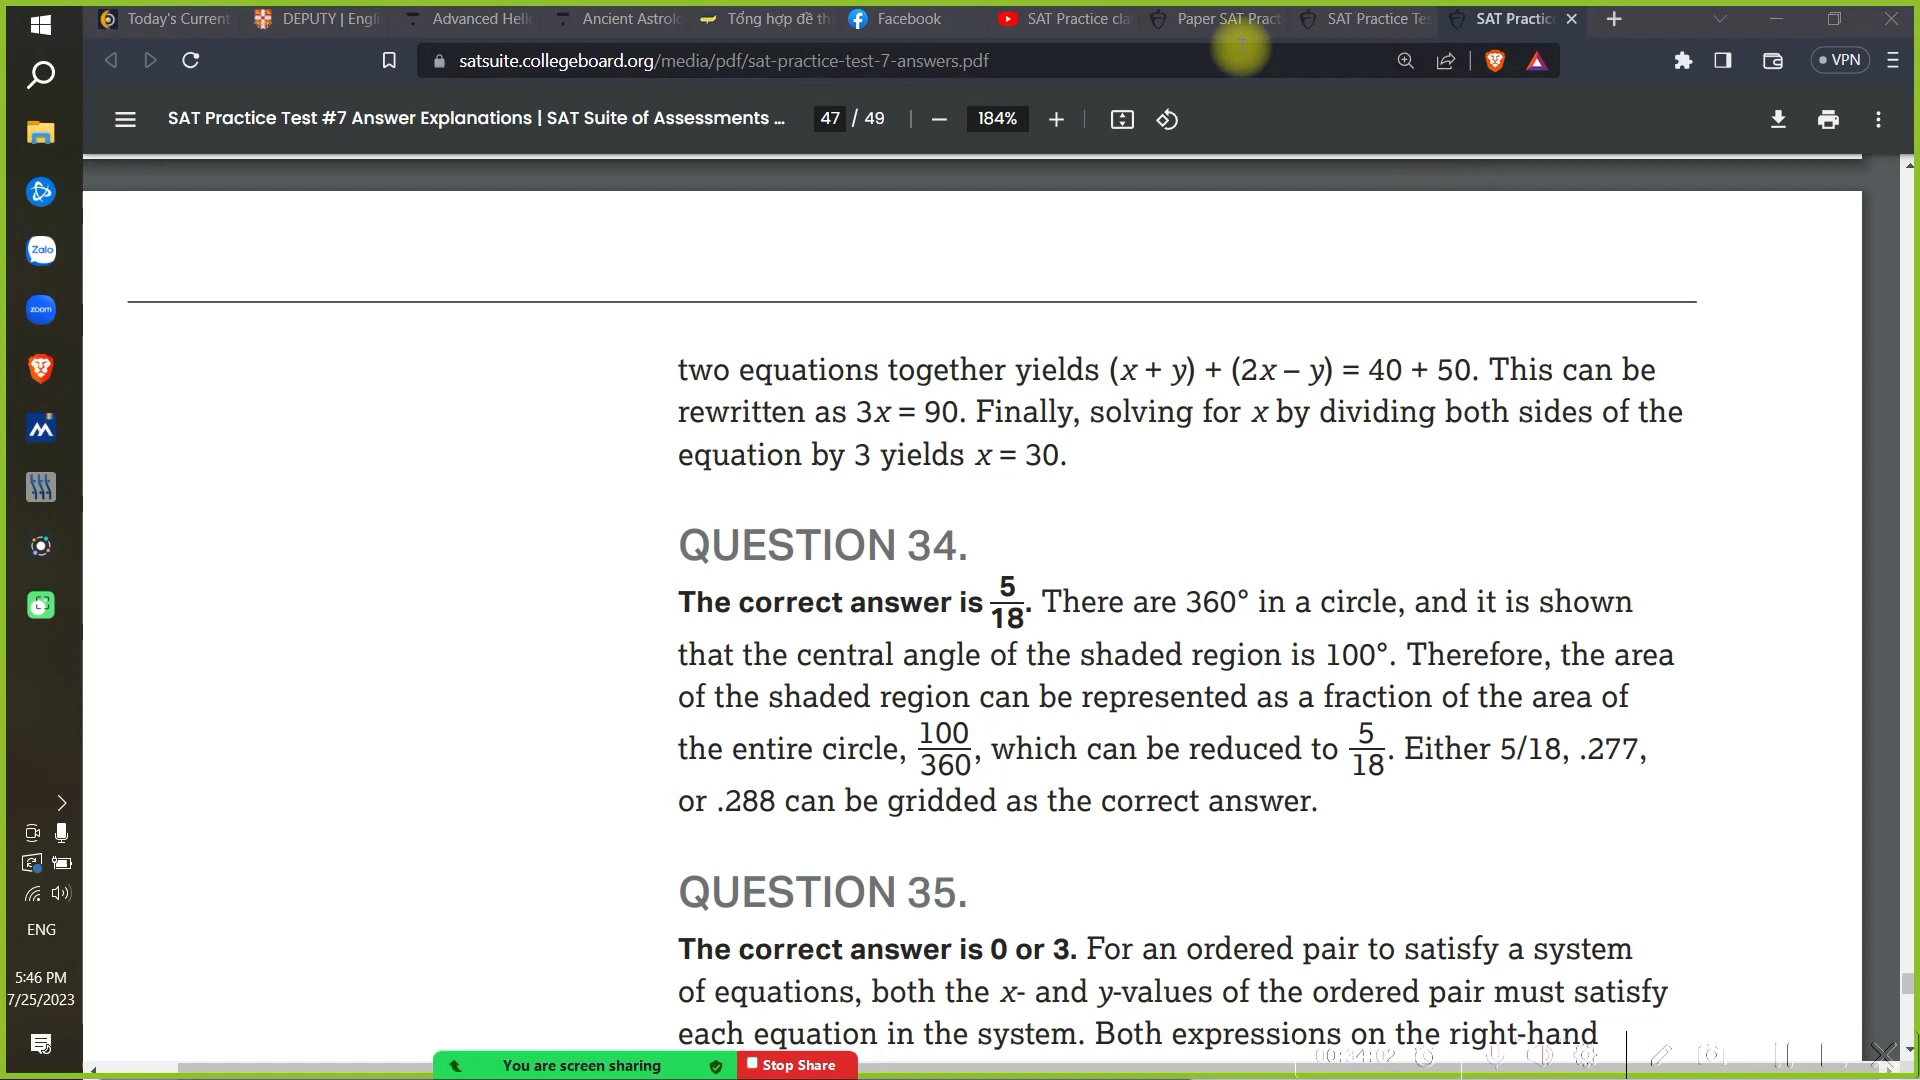 Today's Current
DEPUTY | Engli
Advanced Hell
Ancient Astrolo
Tổng hợp đề th
Facebook
SAT Practice cla
Paper SAT Pract
SAT Practice Tes
SAT Practic
satsuite.collegeboard.org/media/pdf/sat-practice-test-7-answers.pdf
VPN
SAT Practice Test #7 Answer Explanations | SAT Suite of Assessments ...
47 / 49
184%
two equations together yields (x + y) + (2x – y) = 40 + 50. This can be
rewritten as 3x = 90. Finally, solving for x by dividing both sides of the
equation by 3 yields x = 30.
QUESTION 34.
The correct answer is 5/18. There are 360° in a circle, and it is shown
that the central angle of the shaded region is 100°. Therefore, the area
of the shaded region can be represented as a fraction of the area of
the entire circle, 100/360, which can be reduced to 5/18. Either 5/18, .277,
or .288 can be gridded as the correct answer.
QUESTION 35.
The correct answer is 0 or 3. For an ordered pair to satisfy a system
of equations, both the x- and y-values of the ordered pair must satisfy
each equation in the system. Both expressions on the right-hand
Zalo
zoom
ENG
5:46 PM
7/25/2023
You are screen sharing
Stop Share
00:34:02